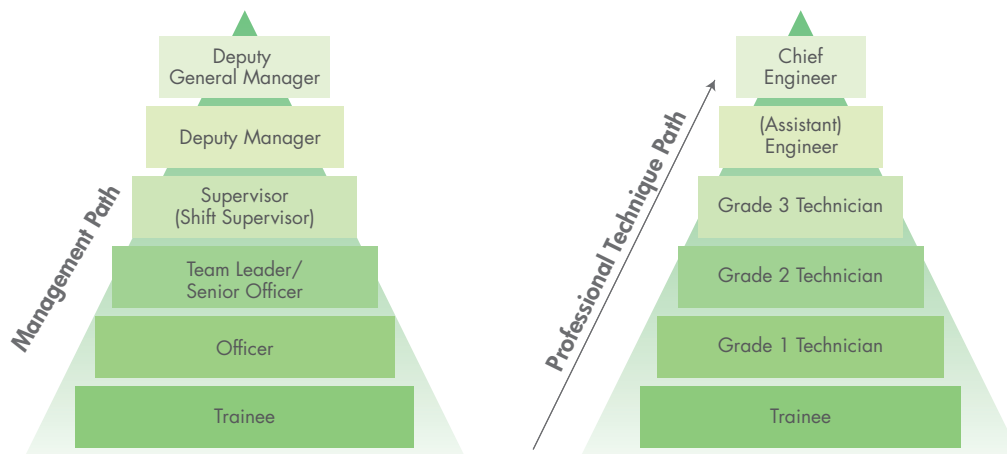 Management Path
Deputy
General Manager
Deputy Manager
Supervisor
(Shift Supervisor)
Team Leader/
Senior Officer
Officer
Trainee
Professional Technique Path
Chief
Engineer
(Assistant)
Engineer
Grade 3 Technician
Grade 2 Technician
Grade 1 Technician
Trainee